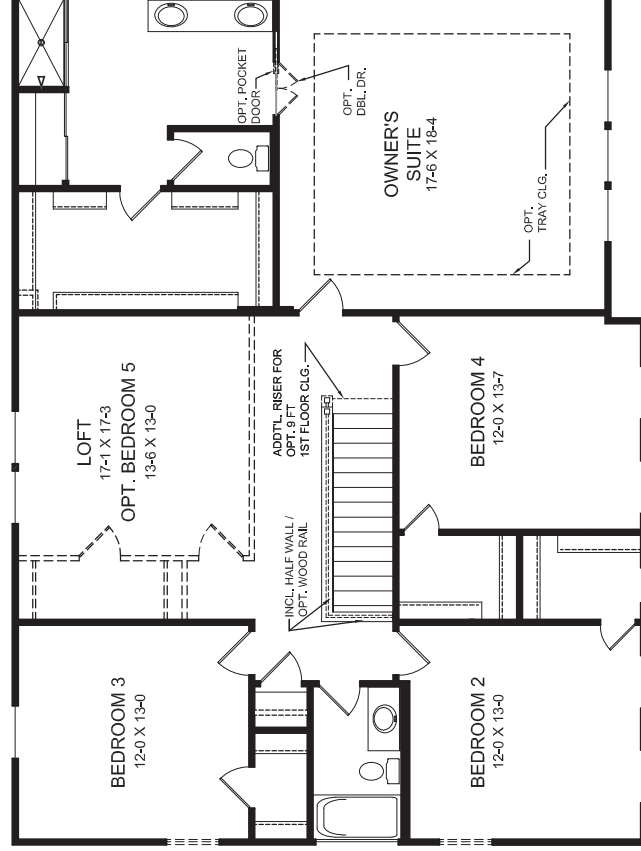 OPT. POCKET
DOOR
OPT.
DBL. DR.
OWNER'S
SUITE
17-6 X 18-4
OPT.
TRAY CLG.
LOFT
17-1 X 17-3
OPT. BEDROOM 5
13-6 X 13-0
ADDT'L RISER FOR
OPT. 9 FT
1ST FLOOR CLG.
BEDROOM 4
12-0 X 13-7
INCL. HALF WALL /
OPT. WOOD RAIL
BEDROOM 3
12-0 X 13-0
BEDROOM 2
12-0 X 13-0